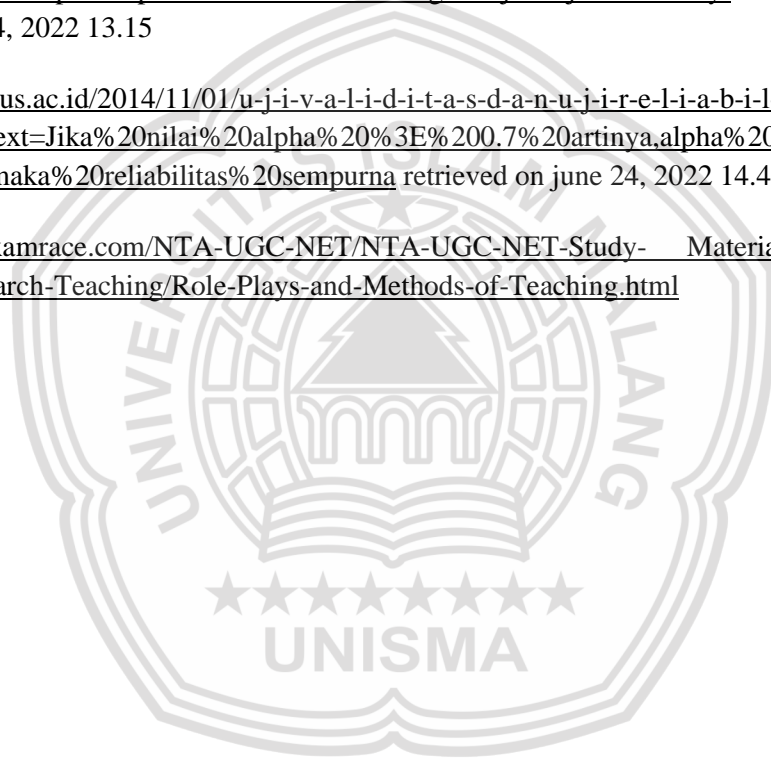 4, 2022 13.15
us.ac.id/2014/11/01/u-j-i-v-a-l-i-d-i-t-a-s-d-a-n-u-j-i-r-e-l-i-a-b-i-l
ext=Jika%20nilai%20alpha%20%3E%200.7%20artinya,alpha%20
naka%20reliabilitas%20sempurna retrieved on june 24, 2022 14.4
amrace.com/NTA-UGC-NET/NTA-UGC-NET-Study- Materia
arch-Teaching/Role-Plays-and-Methods-of-Teaching.html
UNIVERSITAS ISLAM MALANG
UNISMA